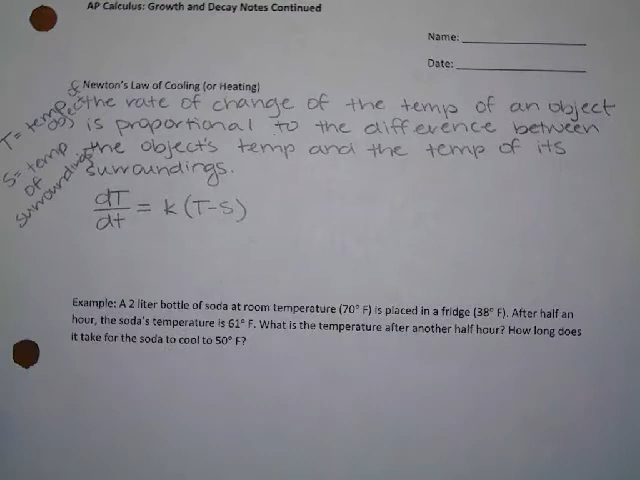 AP Calculus: Growth and Decay Notes Continued
Name:
Date:
Newton's Law of Cooling (or Heating)
the rate of change of the temp of an object
is proportional to the difference between
the object's temp and the temp of its
surroundings.
T = temp of
object
S = temp
of
surroundings
dT/dt = k (T-S)
Example: A 2 liter bottle of soda at room temperature (70° F) is placed in a fridge (38° F). After half an
hour, the soda's temperature is 61° F. What is the temperature after another half hour? How long does
it take for the soda to cool to 50° F?